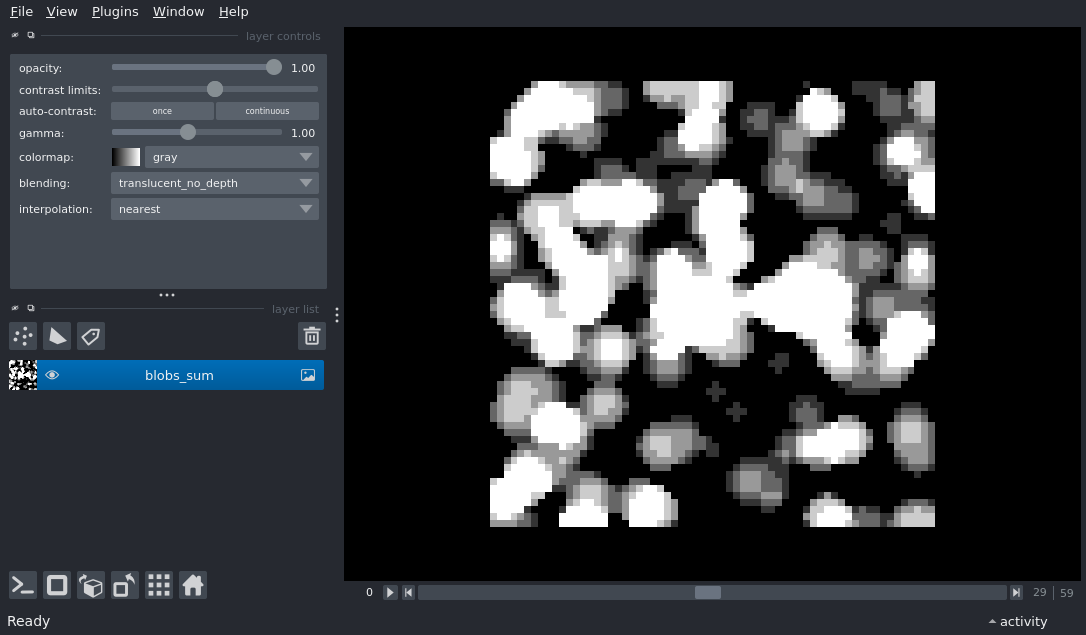 File View Plugins Window Help
layer controls
opacity: 1.00
contrast limits:
auto-contrast: once continuous
gamma: 1.00
colormap: gray
blending: translucent_no_depth
interpolation: nearest
layer list
blobs_sum
0 29 59
Ready activity